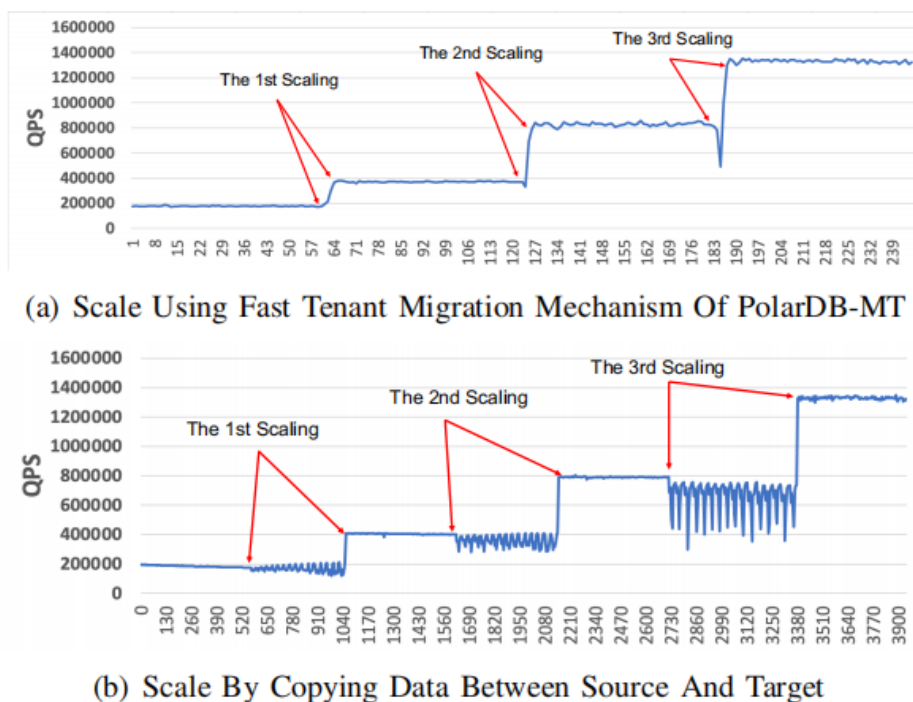 1600000
1400000
1200000
1000000
800000
600000
400000
200000
0
QPS
The 1st Scaling
The 2nd Scaling
The 3rd Scaling
1 8 15 22 29 36 43 50 57 64 71 78 85 92 99 106 113 120 127 134 141 148 155 162 169 176 183 190 197 204 211 218 225 232 239
(a) Scale Using Fast Tenant Migration Mechanism Of PolarDB-MT
1600000
1400000
1200000
1000000
800000
600000
400000
200000
0
QPS
The 1st Scaling
The 2nd Scaling
The 3rd Scaling
0 130 260 390 520 650 780 910 1040 1170 1300 1430 1560 1690 1820 1950 2080 2210 2340 2470 2600 2730 2860 2990 3120 3250 3380 3510 3640 3770 3900
(b) Scale By Copying Data Between Source And Target